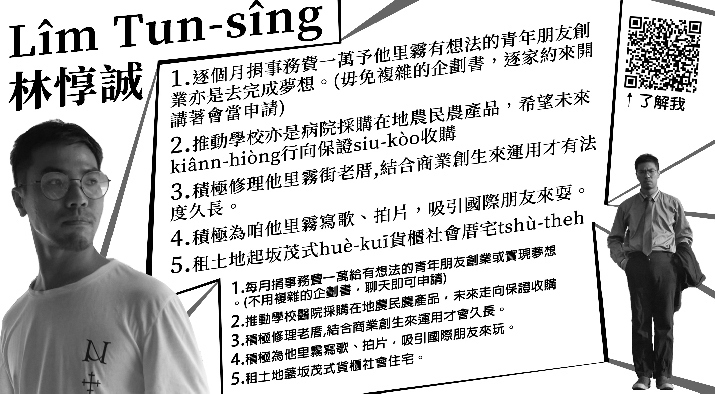 Lîm Tun-sîng
林惇誠
1.逐個月捐事務費一萬予他里霧有想法的青年朋友創
業亦是去完成夢想。(毋免複雜的企劃書，逐家約來開
講著會當申請)
2.推動學校亦是病院採購在地農民農產品，希望未來
kiânn-hiòng行向保證siu-kòo收購
3.積極修理他里霧街老厝,結合商業創生來運用才有法
度久長。
4.積極為咱他里霧寫歌、拍片，吸引國際朋友來耍。
5.租土地起坂茂式huè-kuī貨櫃社會厝宅tshù-theh
↑了解我
1.每月捐事務費一萬給有想法的青年朋友創業或實現夢想
。(不用複雜的企劃書，聊天即可申請)
2.推動學校醫院採購在地農民農產品，未來走向保證收購
3.積極修理老厝,結合商業創生來運用才會久長。
4.積極為他里霧寫歌、拍片，吸引國際朋友來玩。
5.租土地蓋坂茂式貨櫃社會住宅。